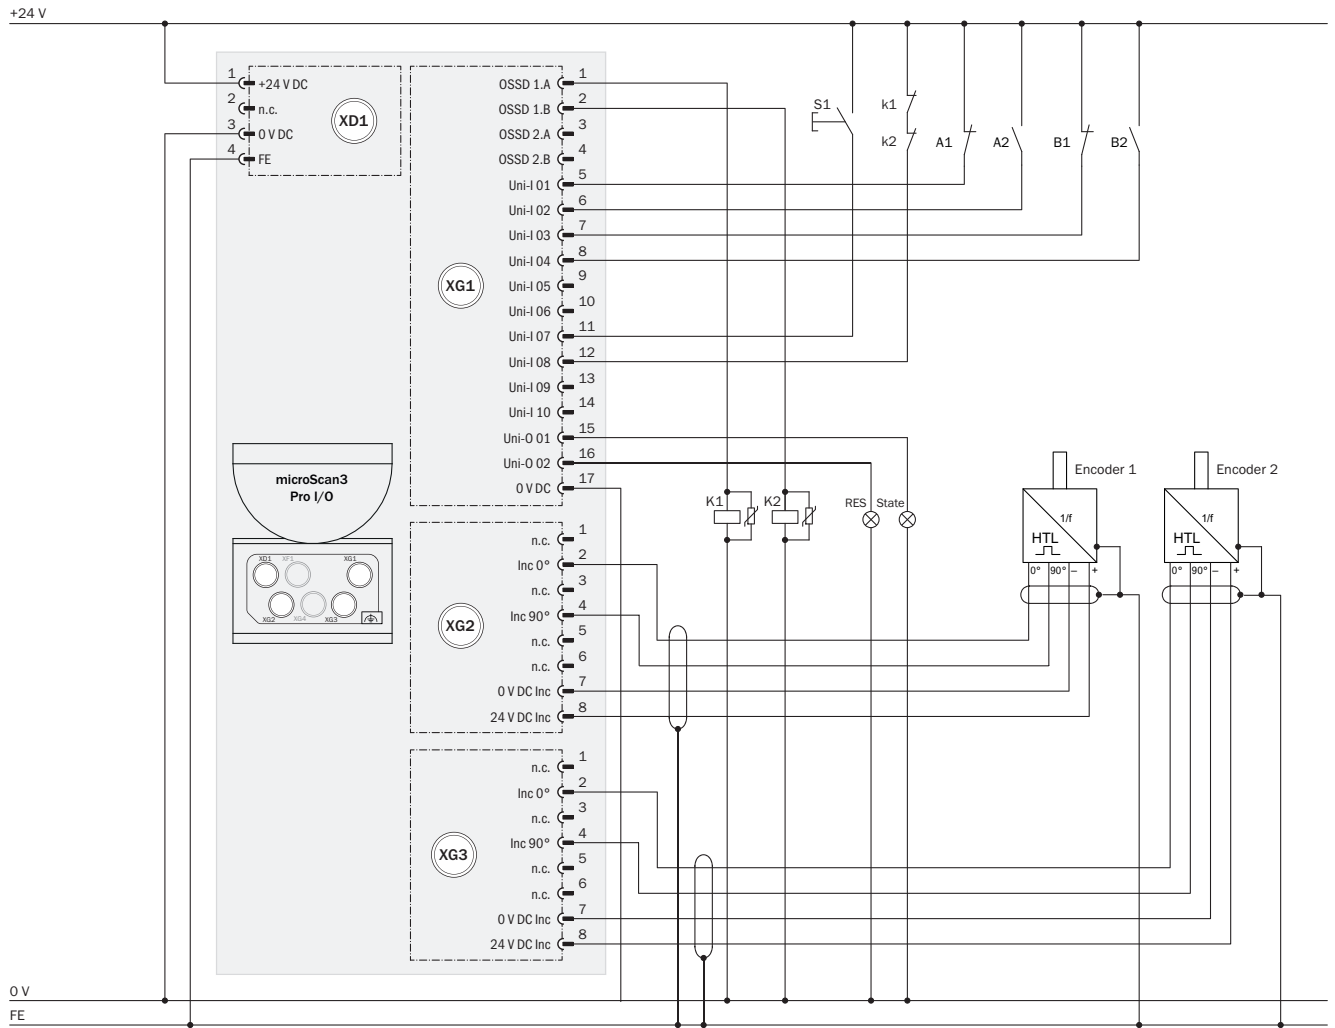 +24 V
1 +24 V DC
2 n.c.
3 0 V DC
4 FE
XD1
OSSD 1.A 1
OSSD 1.B 2
OSSD 2.A 3
OSSD 2.B 4
Uni-I 01 5
Uni-I 02 6
Uni-I 03 7
Uni-I 04 8
Uni-I 05 9
Uni-I 06 10
Uni-I 07 11
Uni-I 08 12
Uni-I 09 13
Uni-I 10 14
Uni-O 01 15
Uni-O 02 16
0 V DC 17
XG1
S1
k1
k2
A1
A2
B1
B2
microScan3
Pro I/O
XD1 XF1 XG1
XG2 XG4 XG3
K1
K2
RES State
Encoder 1
1/f
HTL
0° 90° – +
Encoder 2
1/f
HTL
0° 90° – +
n.c. 1
Inc 0° 2
n.c. 3
Inc 90° 4
n.c. 5
n.c. 6
0 V DC Inc 7
24 V DC Inc 8
XG2
n.c. 1
Inc 0° 2
n.c. 3
Inc 90° 4
n.c. 5
n.c. 6
0 V DC Inc 7
24 V DC Inc 8
XG3
0 V
FE